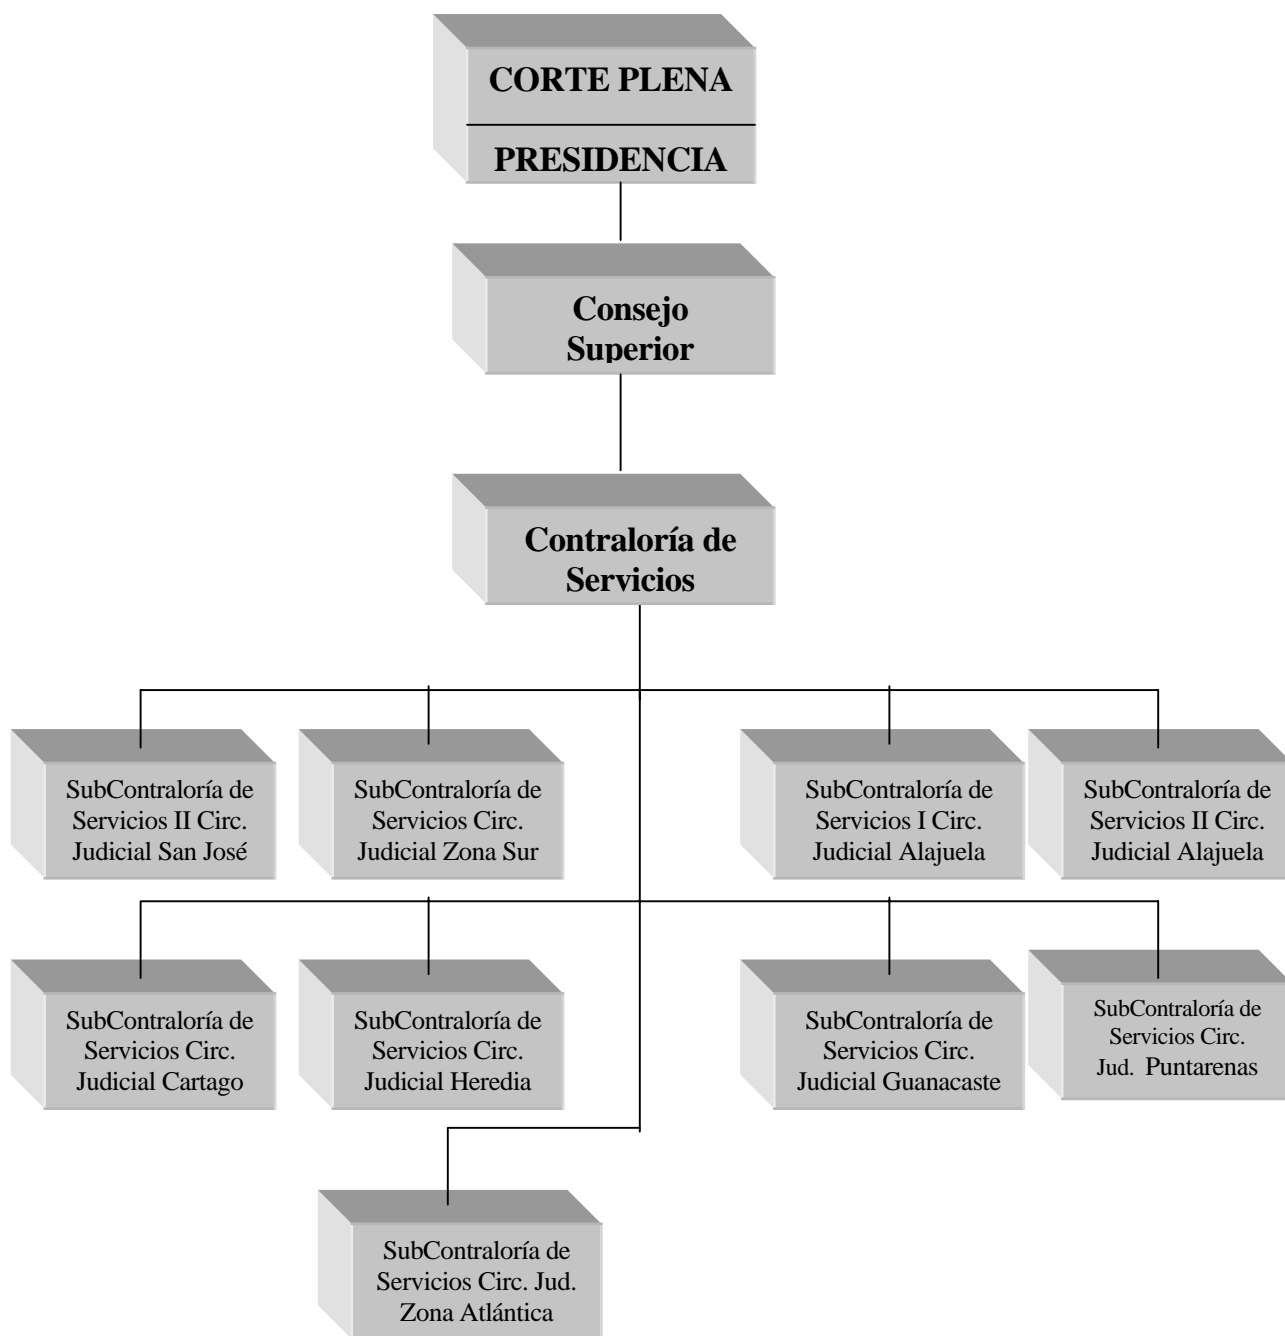 CORTE PLENA
PRESIDENCIA
Consejo
Superior
Contraloría de
Servicios
SubContraloría de
Servicios II Circ.
Judicial San José
SubContraloría de
Servicios Circ.
Judicial Zona Sur
SubContraloría de
Servicios I Circ.
Judicial Alajuela
SubContraloría de
Servicios II Circ.
Judicial Alajuela
SubContraloría de
Servicios Circ.
Judicial Cartago
SubContraloría de
Servicios Circ.
Judicial Heredia
SubContraloría de
Servicios Circ.
Judicial Guanacaste
SubContraloría de
Servicios Circ.
Jud. Puntarenas
SubContraloría de
Servicios Circ. Jud.
Zona Atlántica